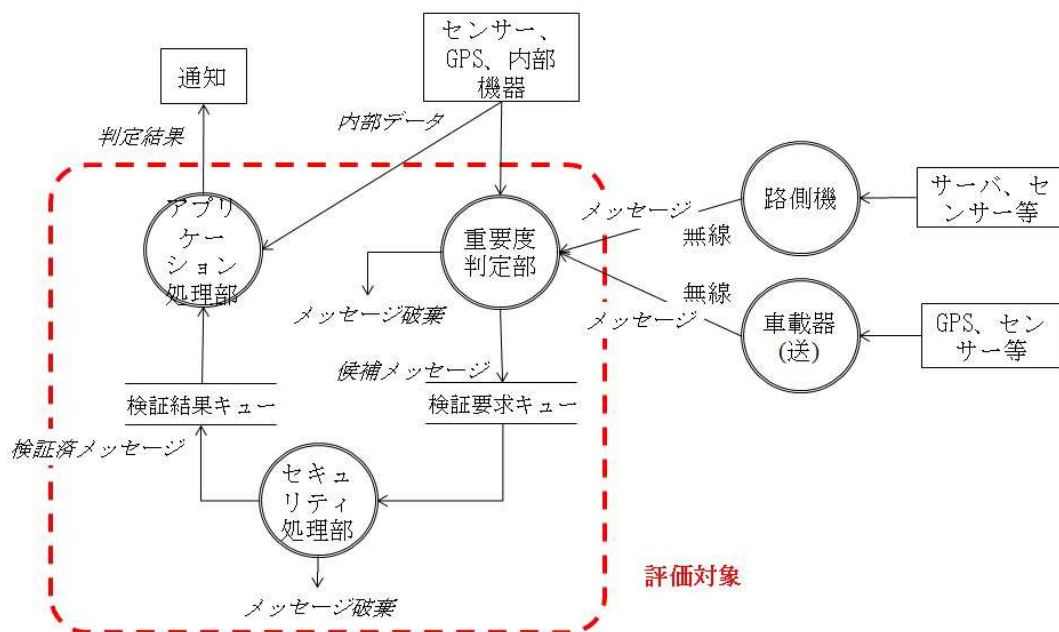 センサー、
GPS、内部
機器
通知
判定結果
内部データ
アプリ
ケー
ション
処理部
重要度
判定部
メッセージ
無線
路側機
サーバ、セ
ンサー等
メッセージ破棄
無線
メッセージ
車載器
(送)
GPS、セン
サー等
候補メッセージ
検証結果キュー
検証要求キュー
検証済メッセージ
セキュ
リティ
処理部
メッセージ破棄
評価対象